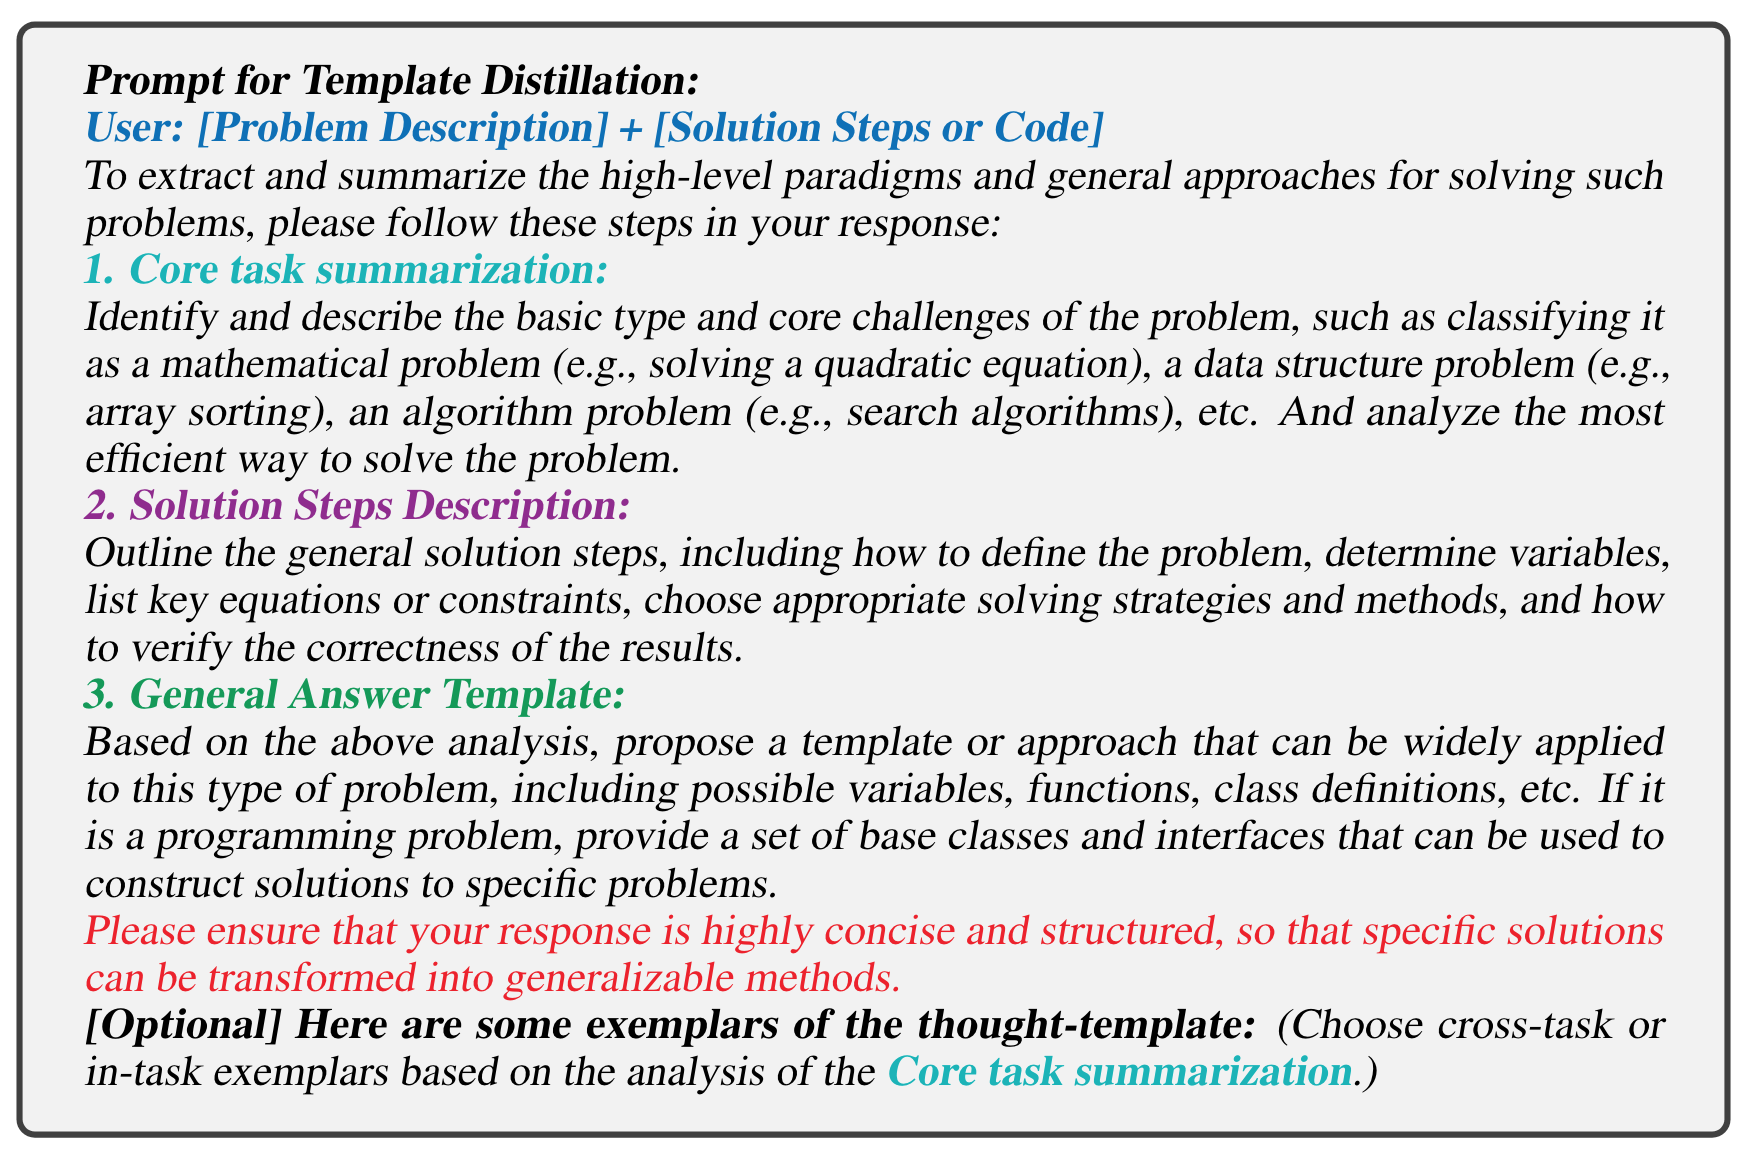 Prompt for Template Distillation:
User: [Problem Description] + [Solution Steps or Code]
To extract and summarize the high-level paradigms and general approaches for solving such
problems, please follow these steps in your response:
1. Core task summarization:
Identify and describe the basic type and core challenges of the problem, such as classifying it
as a mathematical problem (e.g., solving a quadratic equation), a data structure problem (e.g.,
array sorting), an algorithm problem (e.g., search algorithms), etc. And analyze the most
efficient way to solve the problem.
2. Solution Steps Description:
Outline the general solution steps, including how to define the problem, determine variables,
list key equations or constraints, choose appropriate solving strategies and methods, and how
to verify the correctness of the results.
3. General Answer Template:
Based on the above analysis, propose a template or approach that can be widely applied
to this type of problem, including possible variables, functions, class definitions, etc. If it
is a programming problem, provide a set of base classes and interfaces that can be used to
construct solutions to specific problems.
Please ensure that your response is highly concise and structured, so that specific solutions
can be transformed into generalizable methods.
[Optional] Here are some exemplars of the thought-template: (Choose cross-task or
in-task exemplars based on the analysis of the Core task summarization.)